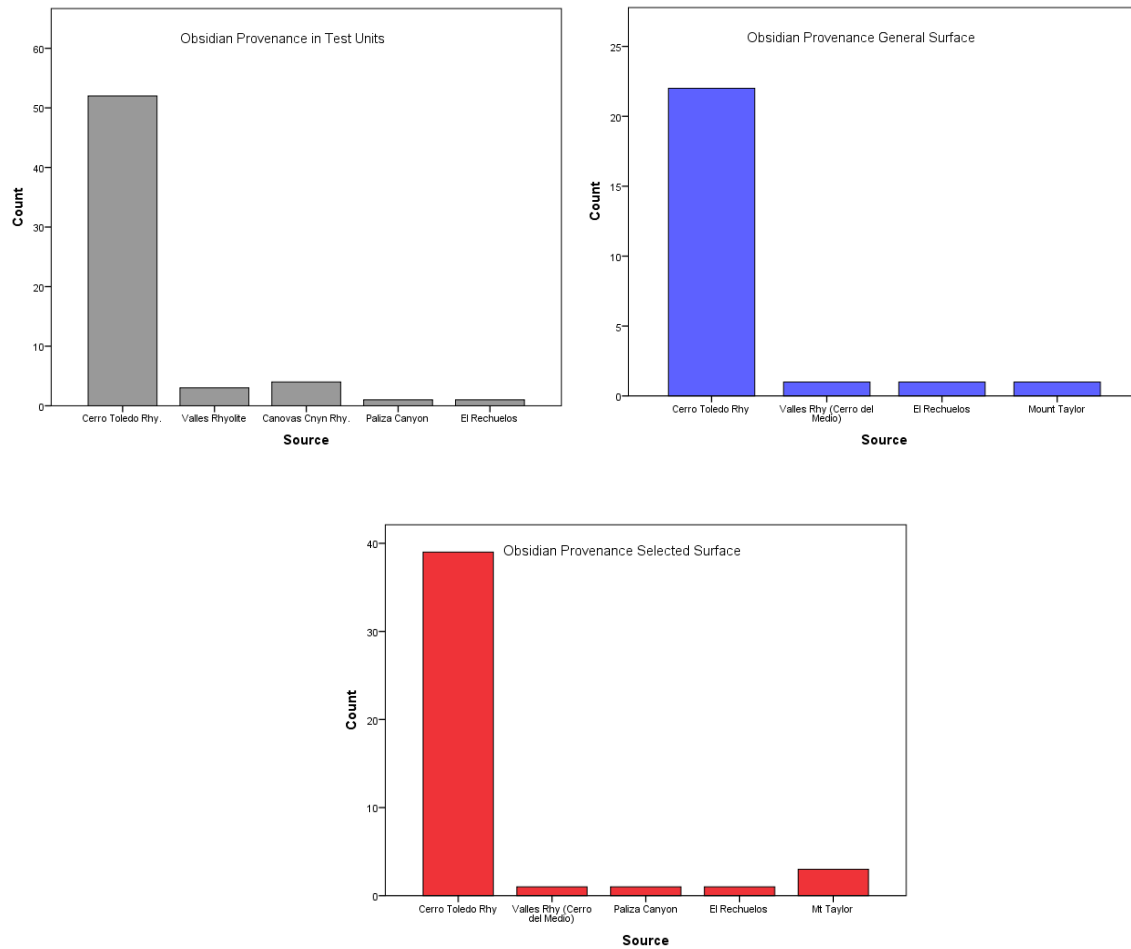 Obsidian Provenance in Test Units
60
50
40
30
20
10
0
Count
Cerro Toledo Rhy.
Valles Rhyolite
Canovas Cnyn Rhy.
Paliza Canyon
El Rechuelos
Source
Obsidian Provenance General Surface
25
20
15
10
5
0
Count
Cerro Toledo Rhy
Valles Rhy (Cerro del
Medio)
El Rechuelos
Mount Taylor
Source
Obsidian Provenance Selected Surface
40
30
20
10
0
Count
Cerro Toledo Rhy
Valles Rhy (Cerro
del Medio)
Paliza Canyon
El Rechuelos
Mt Taylor
Source